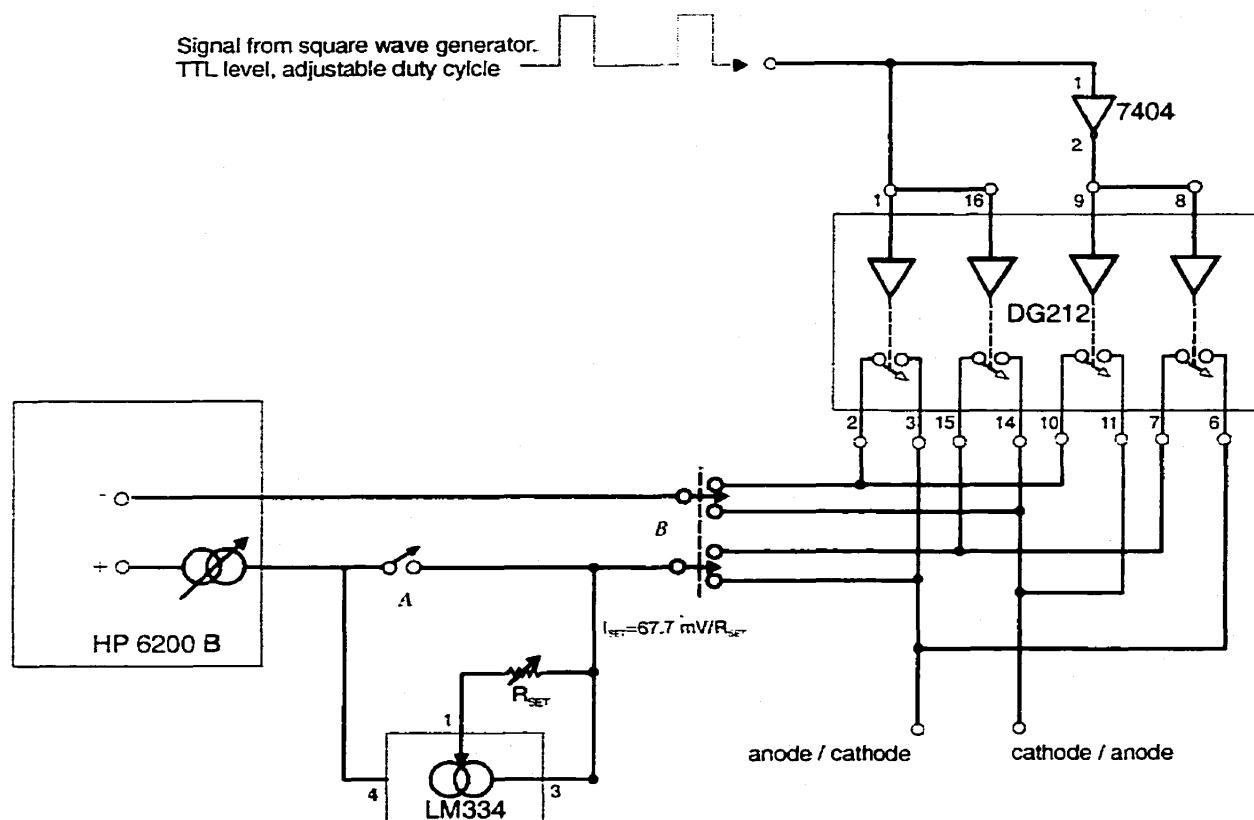 Signal from square wave generator.
TTL level, adjustable duty cylcle
1
7404
2
1
16
9
8
DG212
2
3
15
14
10
11
7
6
-
B
+
A
HP 6200 B
I_SET=67.7 mV/R_SET
R_SET
1
4
3
LM334
anode / cathode
cathode / anode